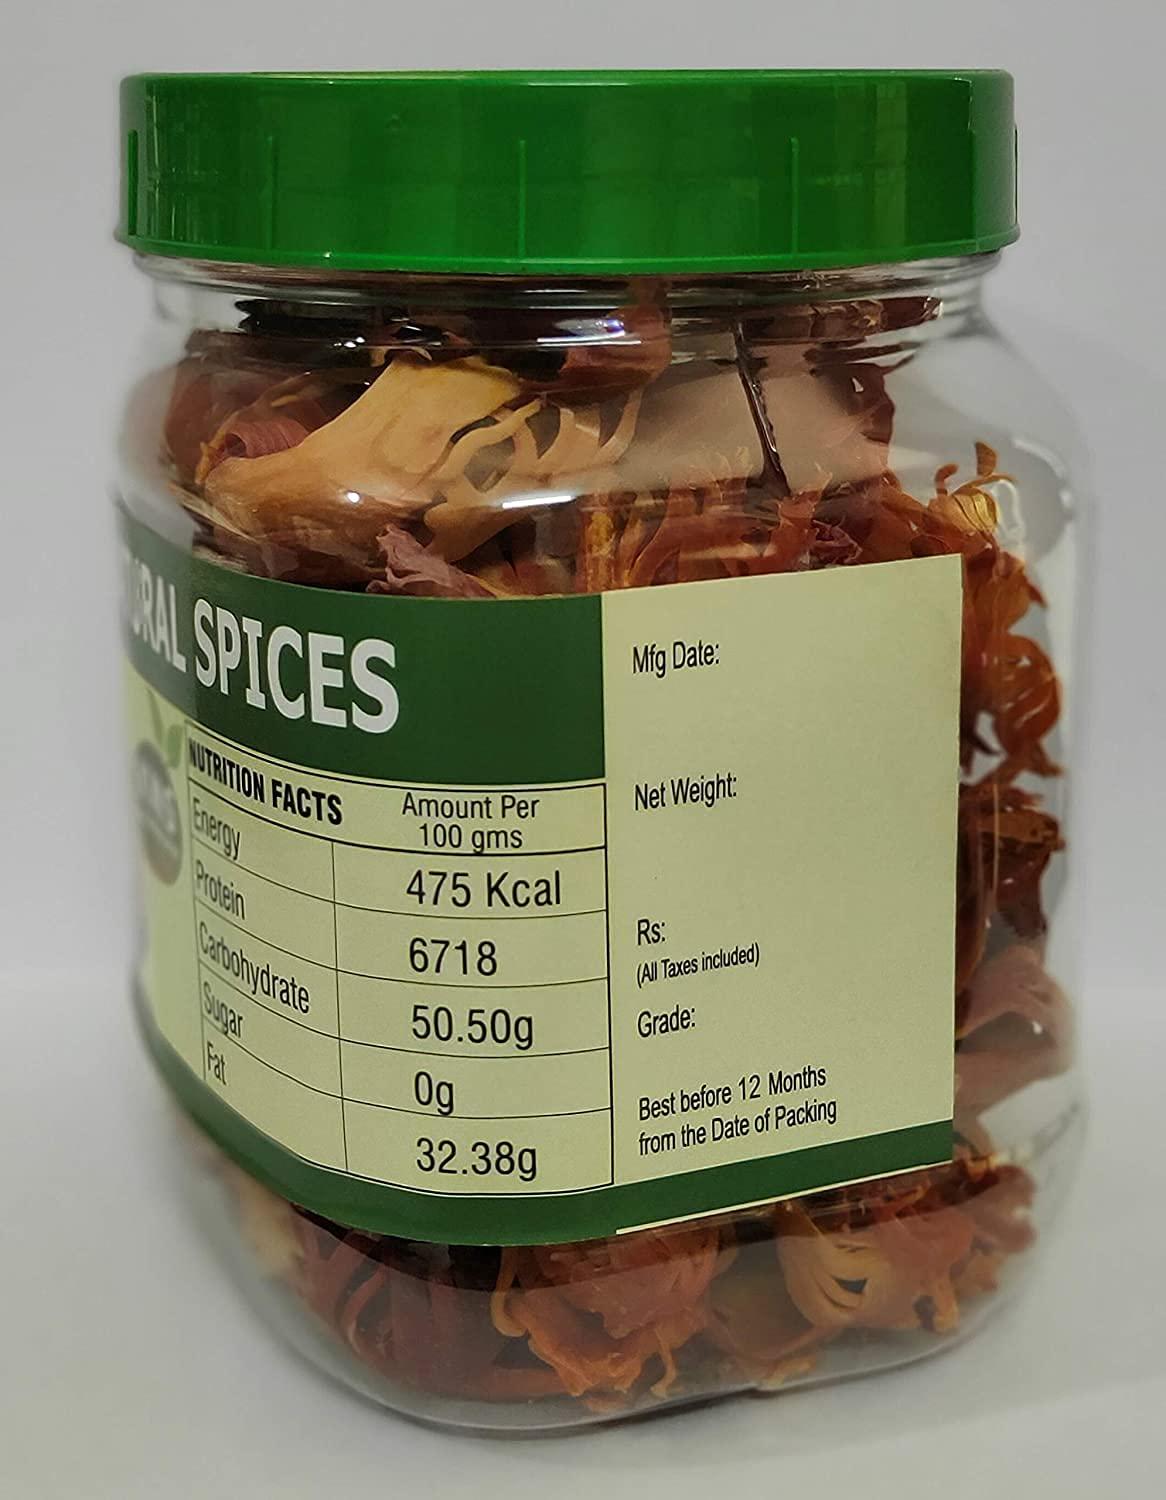 SPICES
NUTRITION FACTS
Amount Per
100 gms
Energy
475 Kcal
Protein
6718
Carbohydrate
50.50g
Sugar
0g
Fat
32.38g
Mfg Date:
Net Weight:
Rs:
(All Taxes included)
Grade:
Best before 12 Months
from the Date of Packing